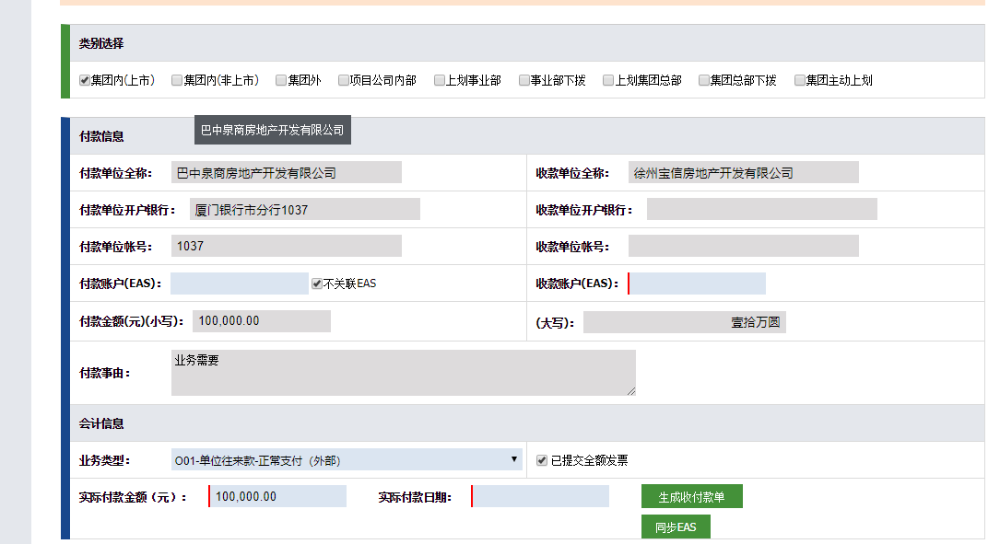 类别选择
集团内(上市) 集团内(非上市) 集团外 项目公司内部 上划事业部 事业部下拨 上划集团总部 集团总部下拨 集团主动上划
付款信息 巴中泉商房地产开发有限公司
付款单位全称： 巴中泉商房地产开发有限公司 收款单位全称： 徐州宝信房地产开发有限公司
付款单位开户银行： 厦门银行市分行1037 收款单位开户银行：
付款单位帐号： 1037 收款单位帐号：
付款账户(EAS)： 不关联EAS 收款账户(EAS)：
付款金额(元)(小写)： 100,000.00 (大写)： 壹拾万圆
付款事由： 业务需要
会计信息
业务类型： O01-单位往来款-正常支付（外部） 已提交全额发票
实际付款金额（元）： 100,000.00 实际付款日期： 生成收付款单
同步EAS